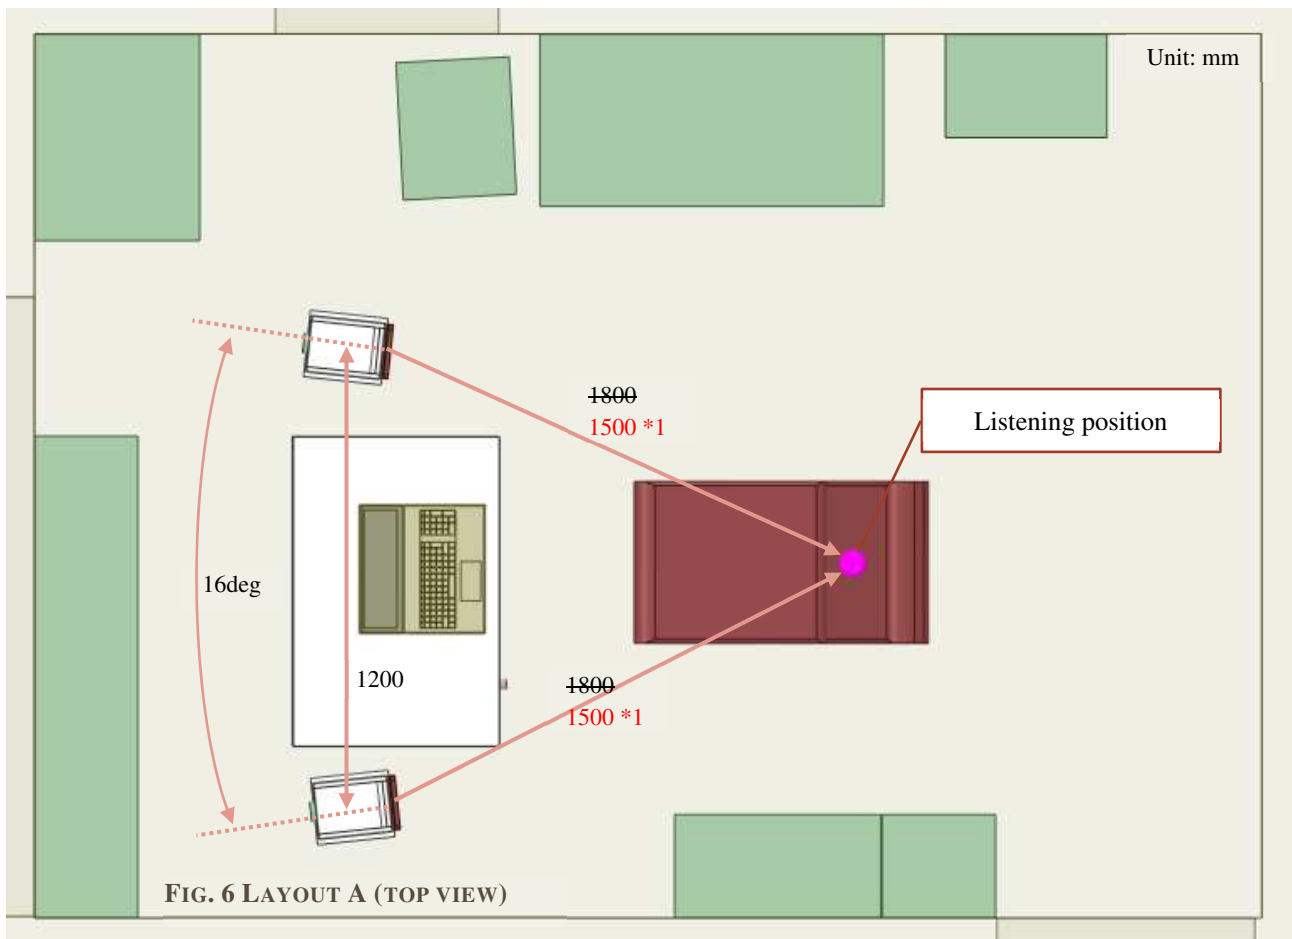 Unit: mm
1800
1500 *1
Listening position
16deg
1200
1800
1500 *1
FIG. 6 LAYOUT A (TOP VIEW)